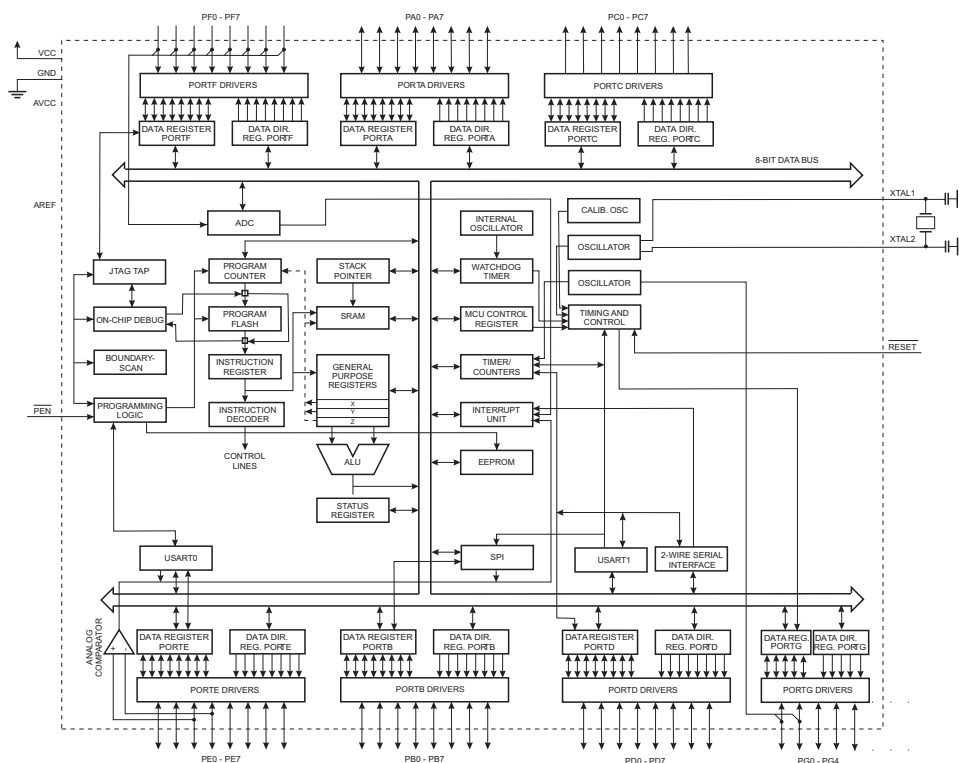 PF0 - PF7
PA0 - PA7
PC0 - PC7
VCC
GND
AVCC
PORTF DRIVERS
PORTA DRIVERS
PORTC DRIVERS
DATA REGISTER
PORTF
DATA DIR.
REG. PORTF
DATA REGISTER
PORTA
DATA DIR.
REG. PORTA
DATA REGISTER
PORTC
DATA DIR.
REG. PORTC
8-BIT DATA BUS
AREF
XTAL1
XTAL2
ADC
INTERNAL
OSCILLATOR
CALIB. OSC
OSCILLATOR
JTAG TAP
PROGRAM
COUNTER
STACK
POINTER
WATCHDOG
TIMER
OSCILLATOR
ON-CHIP DEBUG
PROGRAM
FLASH
SRAM
MCU CONTROL
REGISTER
TIMING AND
CONTROL
RESET
BOUNDARY-
SCAN
INSTRUCTION
REGISTER
GENERAL
PURPOSE
REGISTERS
X
Y
Z
TIMER/
COUNTERS
PEN
PROGRAMMING
LOGIC
INSTRUCTION
DECODER
INTERRUPT
UNIT
CONTROL
LINES
ALU
EEPROM
STATUS
REGISTER
USART0
SPI
USART1
2-WIRE SERIAL
INTERFACE
ANALOG
COMPARATOR
+
-
DATA REGISTER
PORTE
DATA DIR.
REG. PORTE
DATA REGISTER
PORTB
DATA DIR.
REG. PORTB
DATA REGISTER
PORTD
DATA DIR.
REG. PORTD
DATA REG.
PORTG
DATA DIR.
REG. PORTG
PORTE DRIVERS
PORTB DRIVERS
PORTD DRIVERS
PORTG DRIVERS
PE0 - PE7
PB0 - PB7
PD0 - PD7
PG0 - PG4